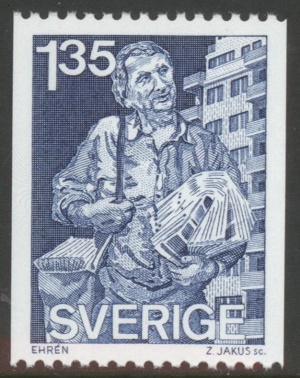 1.35
SVERIGE
EHRÉN Z. JAKUS sc.